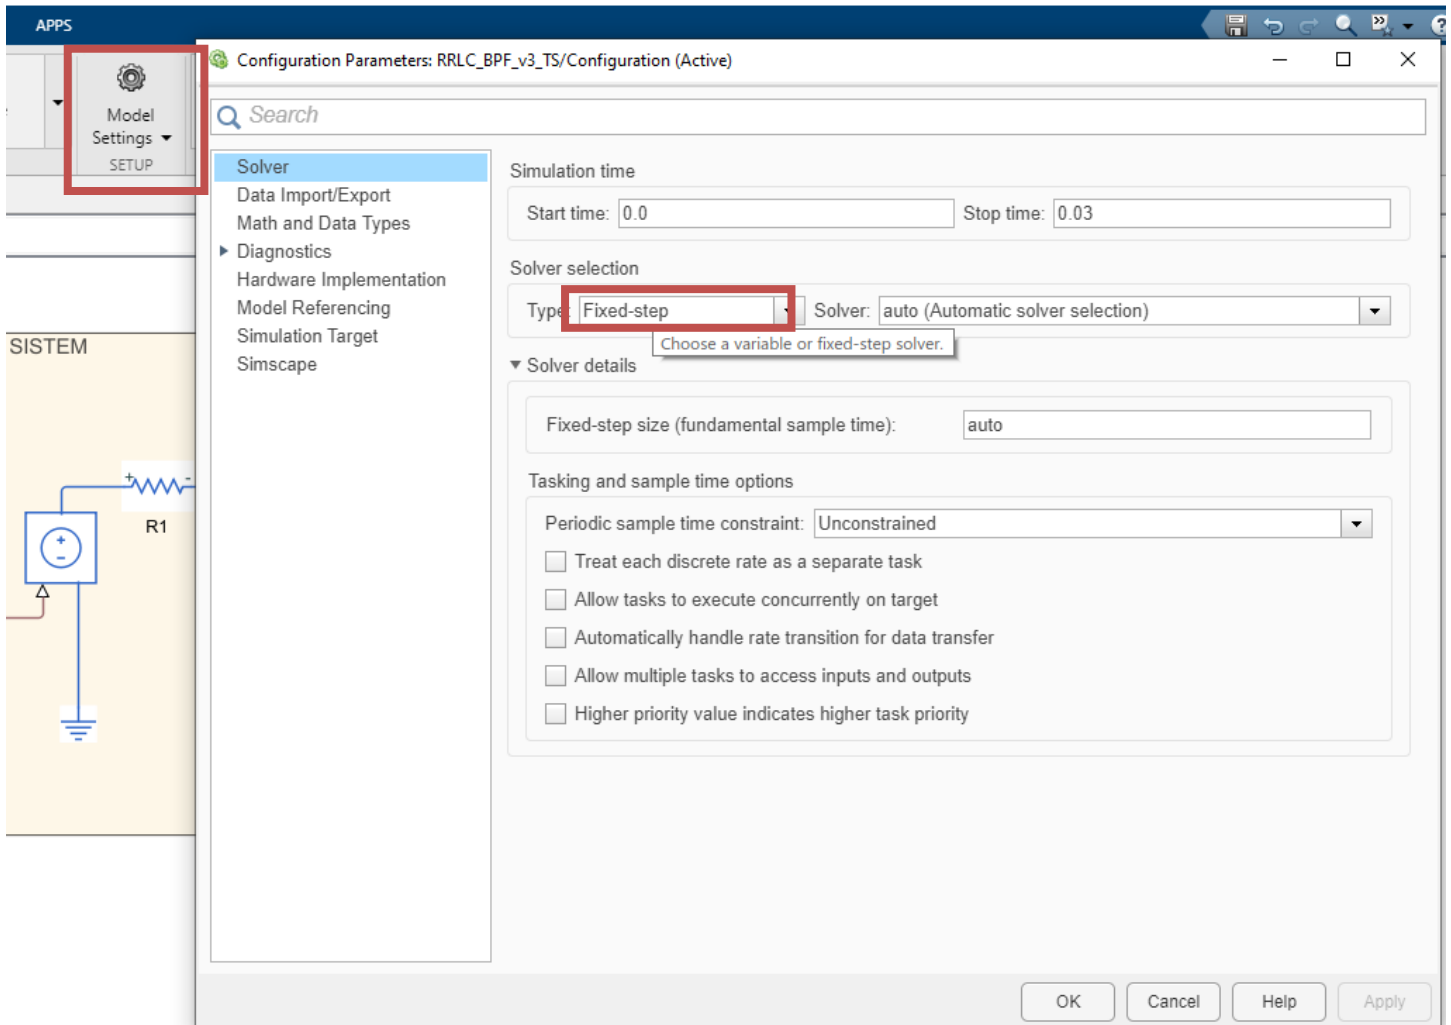 APPS
Model
Settings
SETUP
SISTEM
+ -
R1
+
-
Configuration Parameters: RRLC_BPF_v3_TS/Configuration (Active)
Search
Solver
Data Import/Export
Math and Data Types
Diagnostics
Hardware Implementation
Model Referencing
Simulation Target
Simscape
Simulation time
Start time: 0.0 Stop time: 0.03
Solver selection
Type: Fixed-step Solver: auto (Automatic solver selection)
Choose a variable or fixed-step solver.
Solver details
Fixed-step size (fundamental sample time): auto
Tasking and sample time options
Periodic sample time constraint: Unconstrained
Treat each discrete rate as a separate task
Allow tasks to execute concurrently on target
Automatically handle rate transition for data transfer
Allow multiple tasks to access inputs and outputs
Higher priority value indicates higher task priority
OK Cancel Help Apply